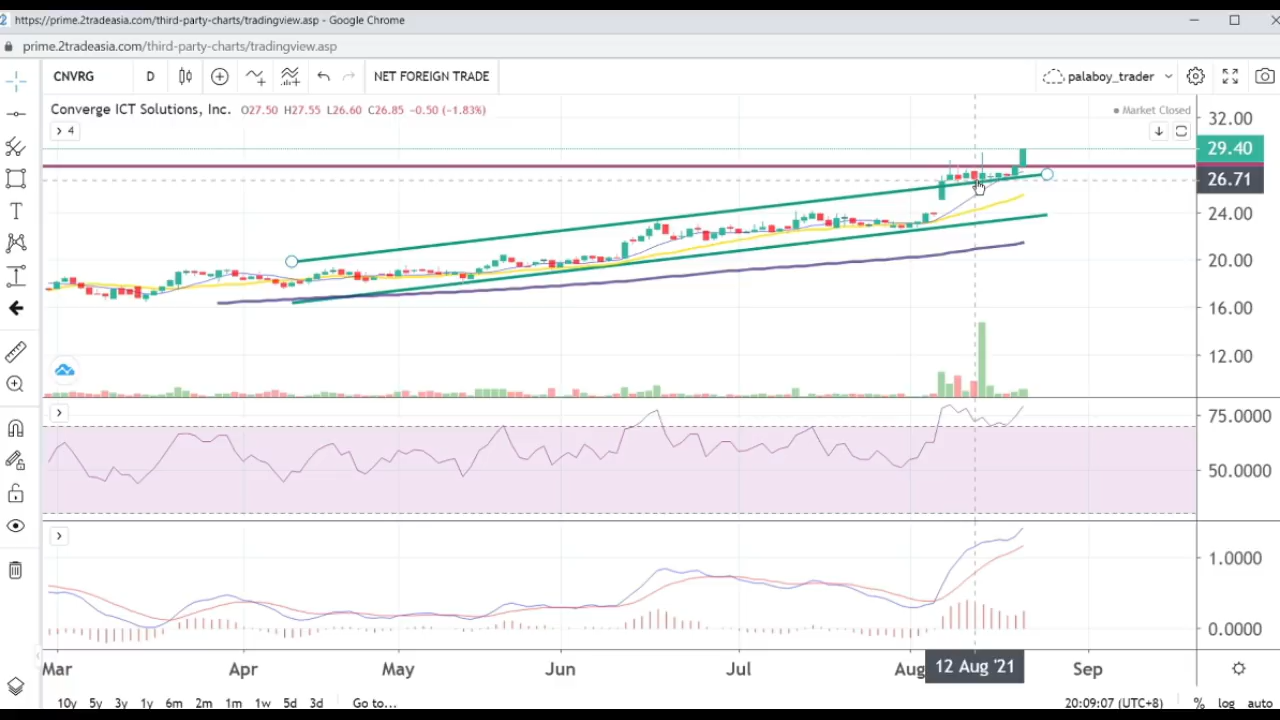 https://prime.2tradeasia.com/third-party-charts/tradingview.asp - Google Chrome
prime.2tradeasia.com/third-party-charts/tradingview.asp
CNVRG D NET FOREIGN TRADE palaboy_trader
Converge ICT Solutions, Inc. O27.50 H27.55 L26.60 C26.85 −0.50 (−1.83%) Market Closed
4
32.00
29.40
26.71
24.00
20.00
16.00
12.00
75.0000
50.0000
1.0000
0.0000
Mar Apr May Jun Jul Aug 12 Aug '21 Sep
10y 5y 3y 1y 6m 2m 1m 1w 5d 3d Go to... 20:09:07 (UTC+8) % log auto